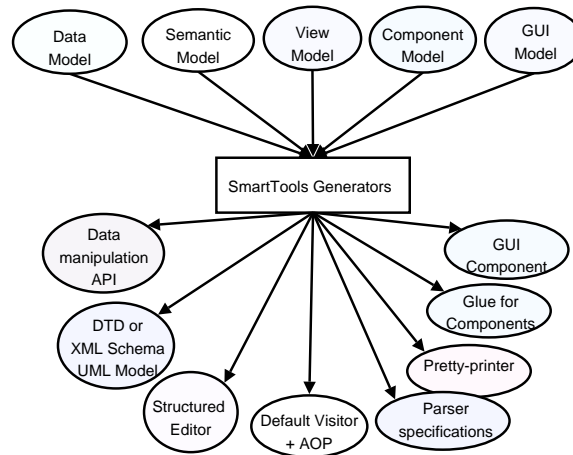 Data
Model
Semantic
Model
View
Model
Component
Model
GUI
Model
SmartTools Generators
Data
manipulation
API
GUI
Component
DTD or
XML Schema
UML Model
Glue for
Components
Structured
Editor
Default Visitor
+ AOP
Pretty-printer
Parser
specifications